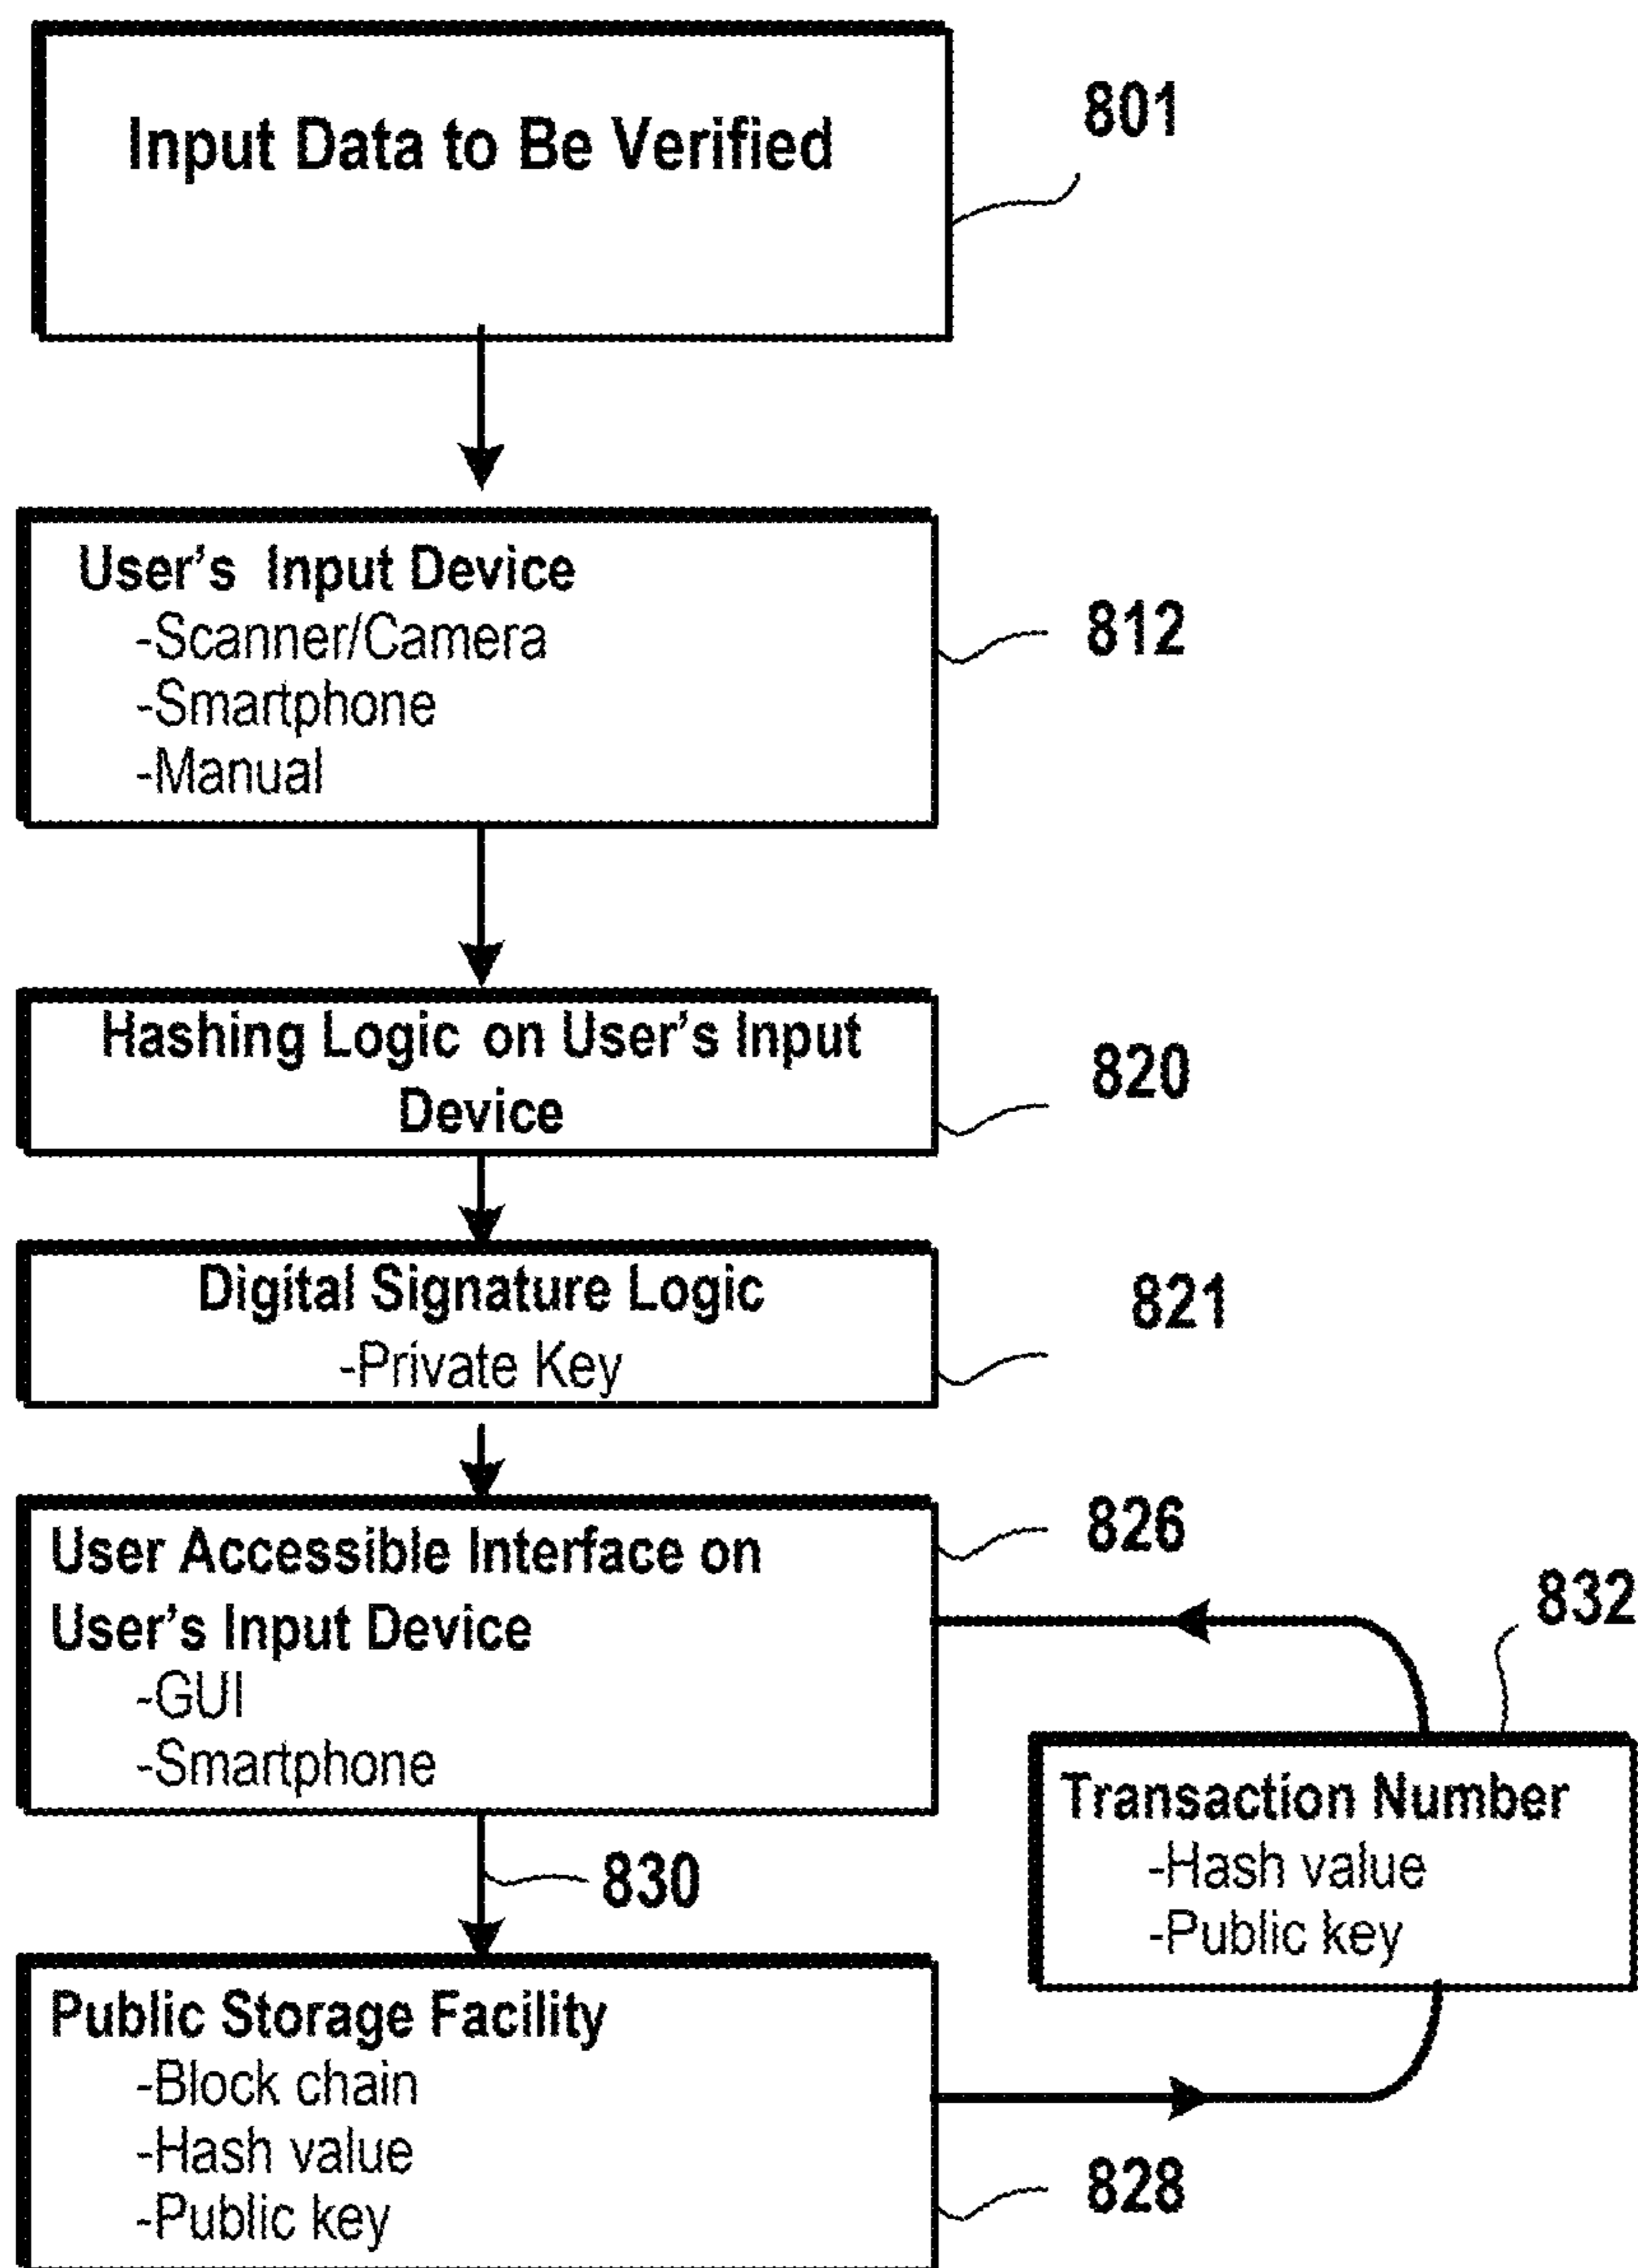 Input Data to Be Verified
801
User's Input Device
-Scanner/Camera
-Smartphone
-Manual
812
Hashing Logic on User's Input
Device
820
Digital Signature Logic
-Private Key
821
User Accessible Interface on
User's Input Device
-GUI
-Smartphone
826
832
Transaction Number
-Hash value
-Public key
830
Public Storage Facility
-Block chain
-Hash value
-Public key
828